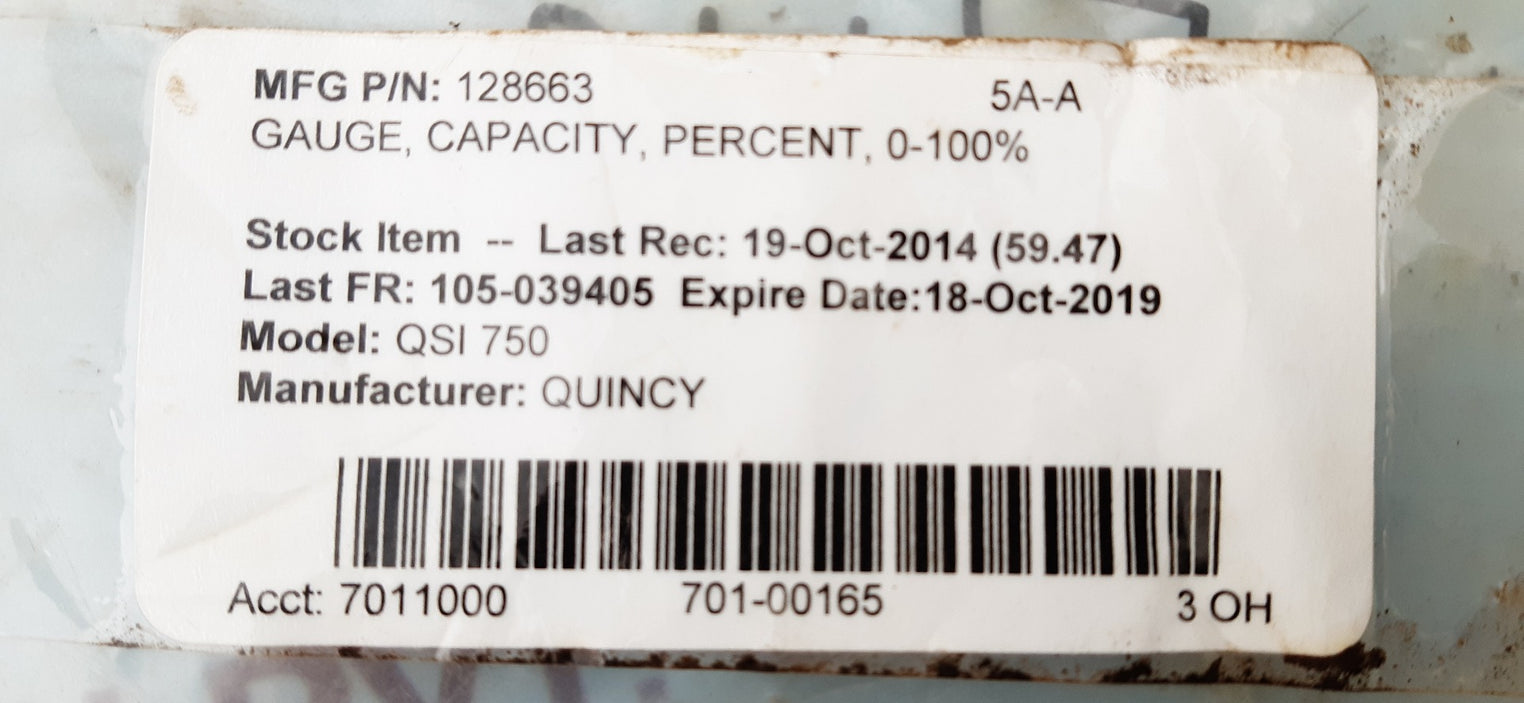 MFG P/N: 128663 5A-A
GAUGE, CAPACITY, PERCENT, 0-100%
Stock Item -- Last Rec: 19-Oct-2014 (59.47)
Last FR: 105-039405 Expire Date:18-Oct-2019
Model: QSI 750
Manufacturer: QUINCY
Acct: 7011000 701-00165 3 OH